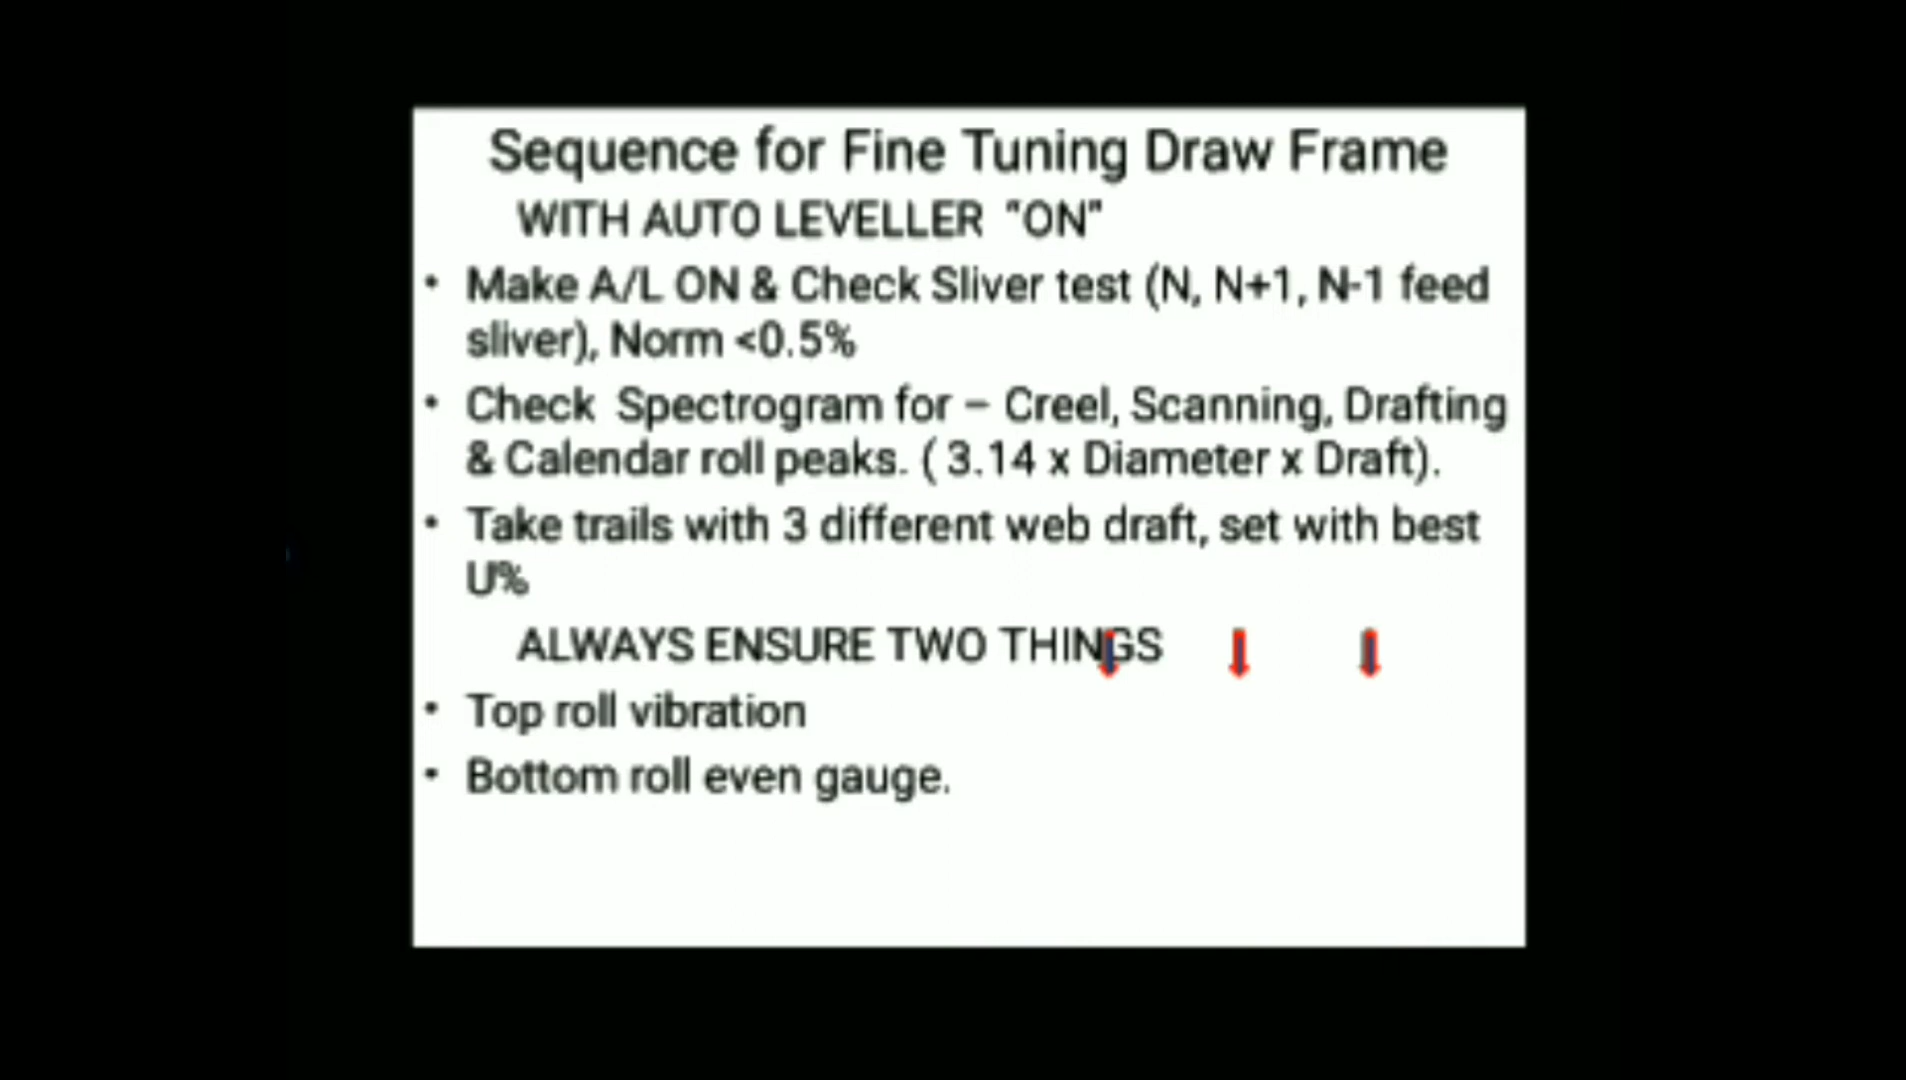 Sequence for Fine Tuning Draw Frame
WITH AUTO LEVELLER “ON”
• Make A/L ON & Check Sliver test (N, N+1, N-1 feed
sliver), Norm <0.5%
• Check Spectrogram for – Creel, Scanning, Drafting
& Calendar roll peaks. ( 3.14 x Diameter x Draft).
• Take trails with 3 different web draft, set with best
U%
ALWAYS ENSURE TWO THINGS
• Top roll vibration
• Bottom roll even gauge.